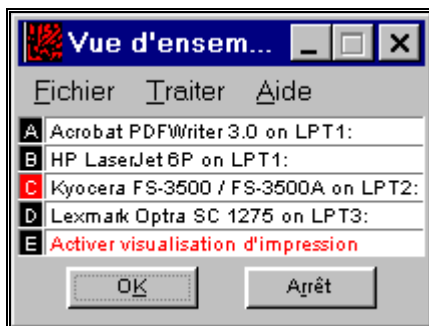 Vue d'ensem...
Fichier Traiter Aide
A Acrobat PDFWriter 3.0 on LPT1:
B HP LaserJet 6P on LPT1:
C Kyocera FS-3500 / FS-3500A on LPT2:
D Lexmark Optra SC 1275 on LPT3:
E Activer visualisation d'impression
OK Arrêt